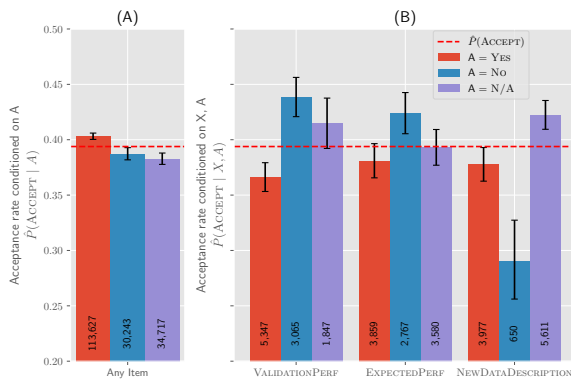 (A)
Acceptance rate conditioned on A
P̂(ACCEPT | A)
0.50
0.45
0.40
0.35
0.30
0.25
0.20
113,627
30,243
34,717
Any Item
(B)
Acceptance rate conditioned on X, A
P̂(ACCEPT | X, A)
P̂(ACCEPT)
A = YES
A = NO
A = N/A
5,347
3,065
1,847
3,859
2,767
3,580
3,977
650
5,611
VALIDATIONPERF
EXPECTEDPERF
NEWDATADESCRIPTION